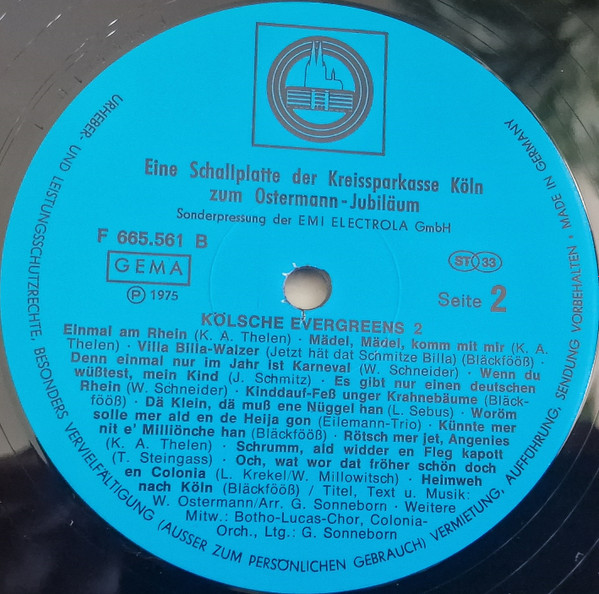 Eine Schallplatte der Kreissparkasse Köln
zum Ostermann-Jubiläum
Sonderpressung der EMI ELECTROLA GmbH
F 665.561 B
GEMA
Ⓟ 1975
ST 33
Seite 2
KÖLSCHE EVERGREENS 2
Einmal am Rhein (K. A. Thelen) · Mädel, Mädel, komm mit mir (K. A.
Thelen) · Villa Billa-Walzer (Jetzt hät dat Schmitze Billa) (Bläckfööß) ·
Denn einmal nur im Jahr ist Karneval (W. Schneider) · Wenn du
wüßtest, mein Kind (J. Schmitz) · Es gibt nur einen deutschen
Rhein (W. Schneider) · Kinddauf-Feß unger Krahnebäume (Bläck-
fööß) · Dä Klein, dä muß ene Nüggel han (L. Sebus) · Woröm
solle mer ald en de Heija gon (Eilemann-Trio) · Künnte mer
nit e' Milliönche han (Bläckfööß) · Rötsch mer jet, Angenies
(K. A. Thelen) · Schrumm, ald widder en Fleg kapott
(T. Steingass) · Och, wat wor dat fröher schön doch
en Colonia (L. Krekel/W. Millowitsch) · Heimweh
nach Köln (Bläckfööß) / Titel, Text u. Musik:
W. Ostermann/Arr. G. Sonneborn · Weitere
Mitw.: Botho-Lucas-Chor, Colonia-
Orch., Ltg.: G. Sonneborn
URHEBER- UND LEISTUNGSSCHUTZRECHTE, BESONDERS VERVIELFÄLTIGUNG (AUSSER ZUM PERSÖNLICHEN GEBRAUCH) VERMIETUNG, AUFFÜHRUNG, SENDUNG VORBEHALTEN · MADE IN GERMANY